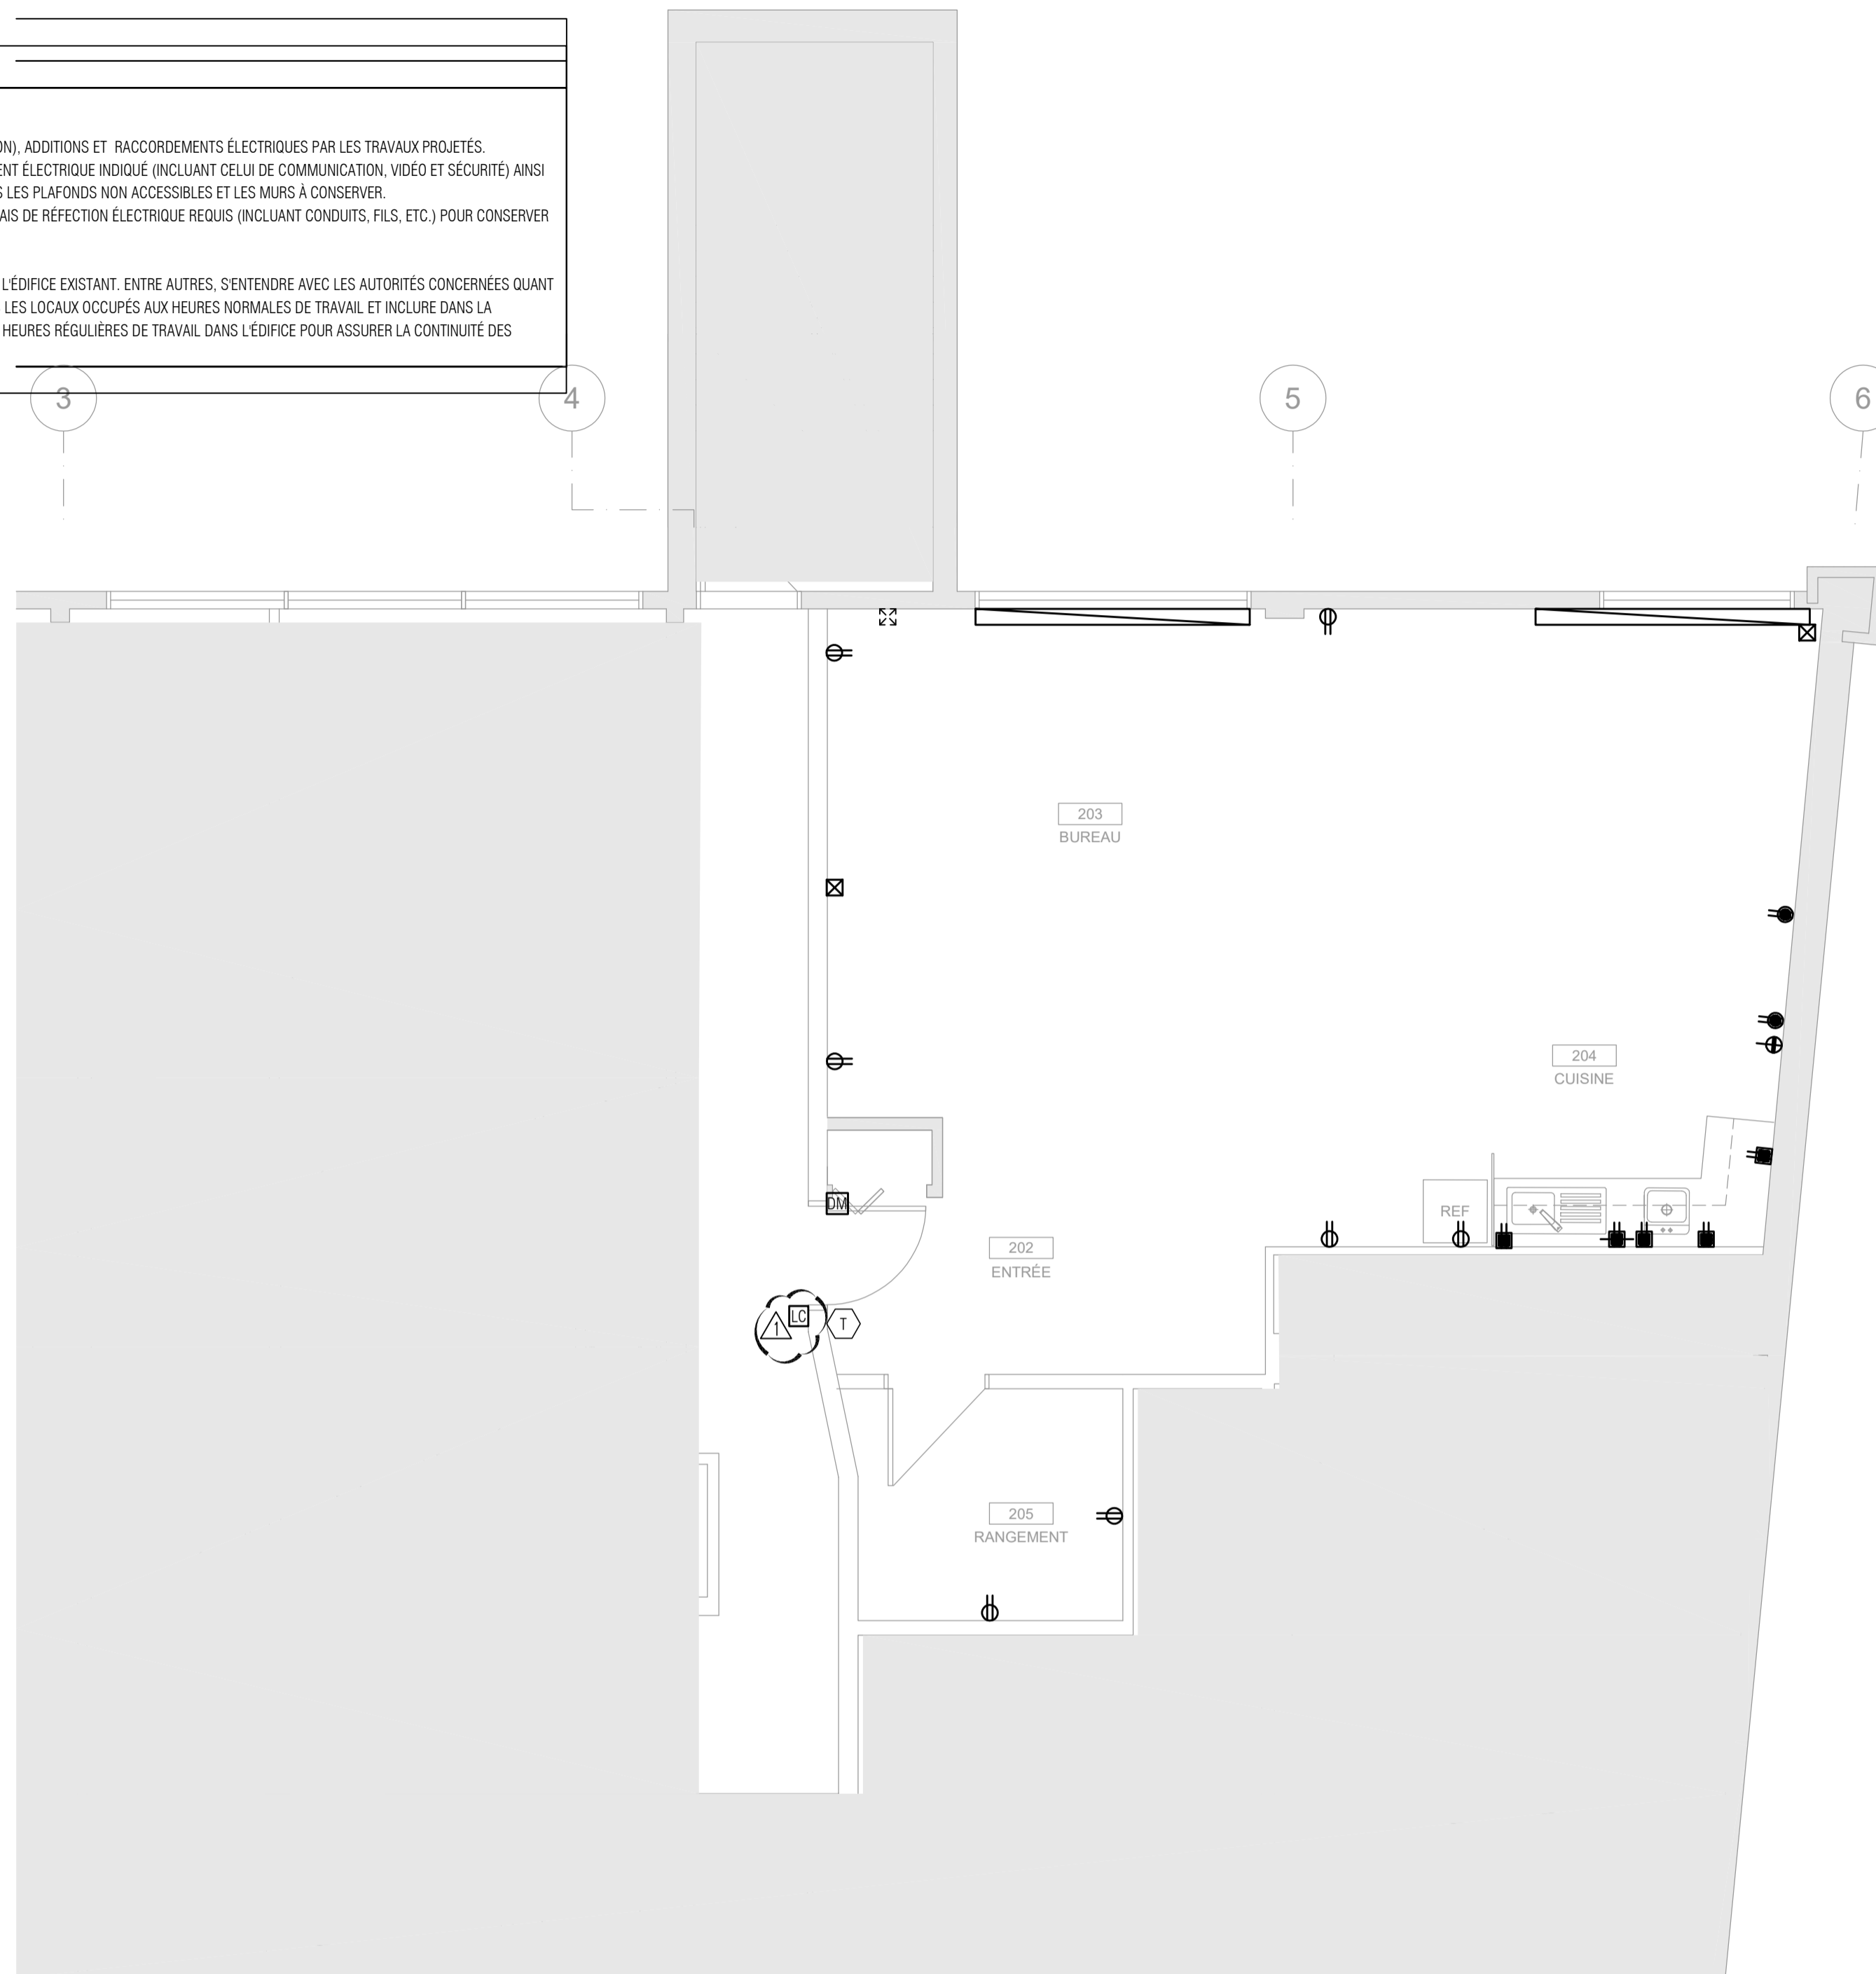 ON), ADDITIONS ET RACCORDEMENTS ÉLECTRIQUES PAR LES TRAVAUX PROJETÉS.
ENT ÉLECTRIQUE INDIQUÉ (INCLUANT CELUI DE COMMUNICATION, VIDÉO ET SÉCURITÉ) AINSI
S LES PLAFONDS NON ACCESSIBLES ET LES MURS À CONSERVER.
AIS DE RÉFECTION ÉLECTRIQUE REQUIS (INCLUANT CONDUITS, FILS, ETC.) POUR CONSERVER
L'ÉDIFICE EXISTANT. ENTRE AUTRES, S'ENTENDRE AVEC LES AUTORITÉS CONCERNÉES QUANT
LES LOCAUX OCCUPÉS AUX HEURES NORMALES DE TRAVAIL ET INCLURE DANS LA
HEURES RÉGULIÈRES DE TRAVAIL DANS L'ÉDIFICE POUR ASSURER LA CONTINUITÉ DES
3
4
5
6
203
BUREAU
204
CUISINE
DM
REF
202
ENTRÉE
LC
1
T
205
RANGEMENT